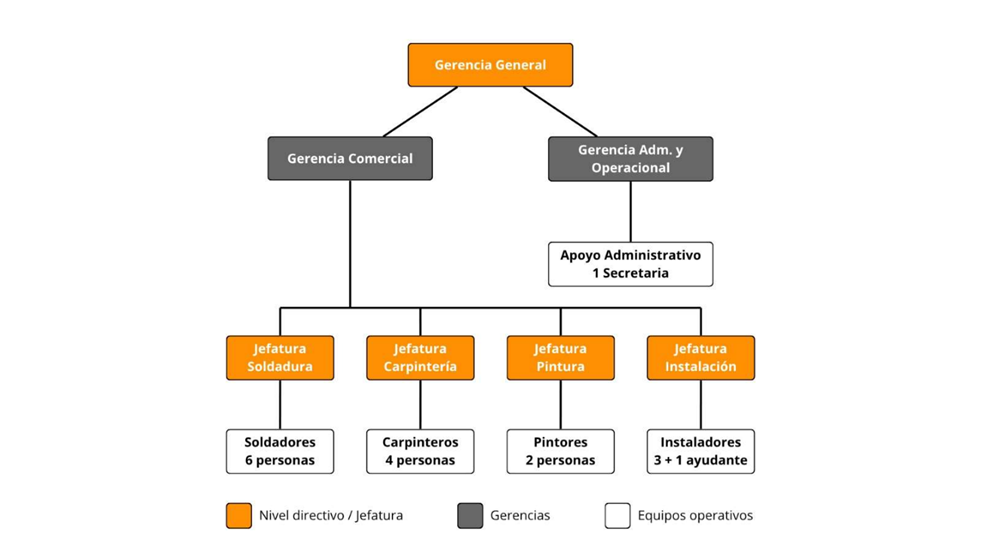 Gerencia General
Gerencia Comercial
Gerencia Adm. y
Operacional
Apoyo Administrativo
1 Secretaria
Jefatura
Soldadura
Jefatura
Carpintería
Jefatura
Pintura
Jefatura
Instalación
Soldadores
6 personas
Carpinteros
4 personas
Pintores
2 personas
Instaladores
3 + 1 ayudante
Nivel directivo / Jefatura
Gerencias
Equipos operativos